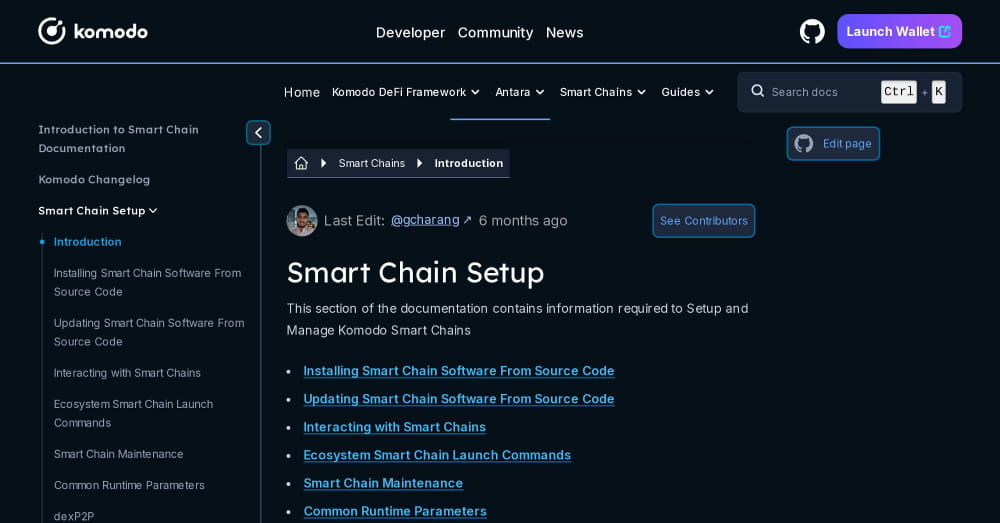 komodo
Developer Community News
Launch Wallet
Home Komodo DeFi Framework Antara Smart Chains Guides
Search docs Ctrl + K
Introduction to Smart Chain
Documentation
Komodo Changelog
Smart Chain Setup
Introduction
Installing Smart Chain Software From
Source Code
Updating Smart Chain Software From
Source Code
Interacting with Smart Chains
Ecosystem Smart Chain Launch
Commands
Smart Chain Maintenance
Common Runtime Parameters
dexP2P
Edit page
Smart Chains Introduction
Last Edit: @gcharang ↗ 6 months ago
See Contributors
Smart Chain Setup
This section of the documentation contains information required to Setup and
Manage Komodo Smart Chains
• Installing Smart Chain Software From Source Code
• Updating Smart Chain Software From Source Code
• Interacting with Smart Chains
• Ecosystem Smart Chain Launch Commands
• Smart Chain Maintenance
• Common Runtime Parameters